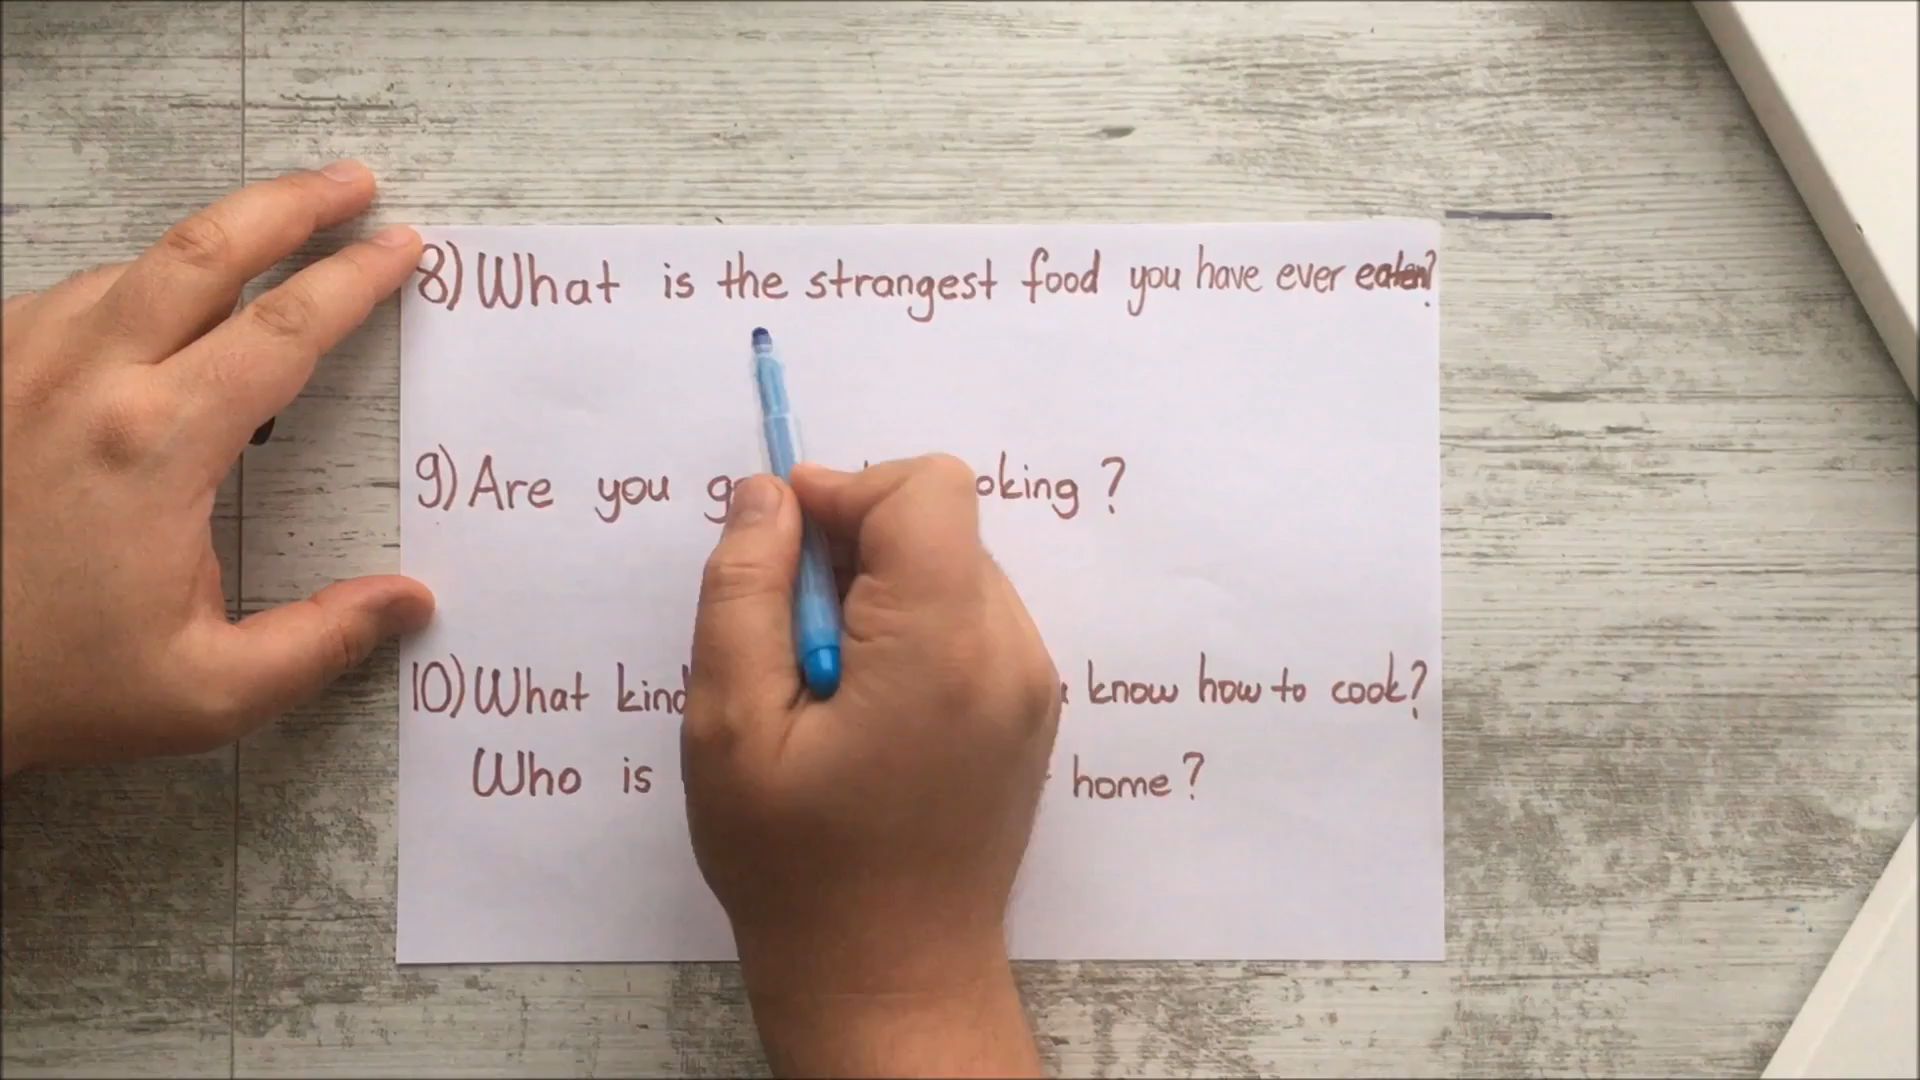 8) What is the strangest food you have ever eaten?
9) Are you oking ?
10) What kind know how to cook?
Who is home ?